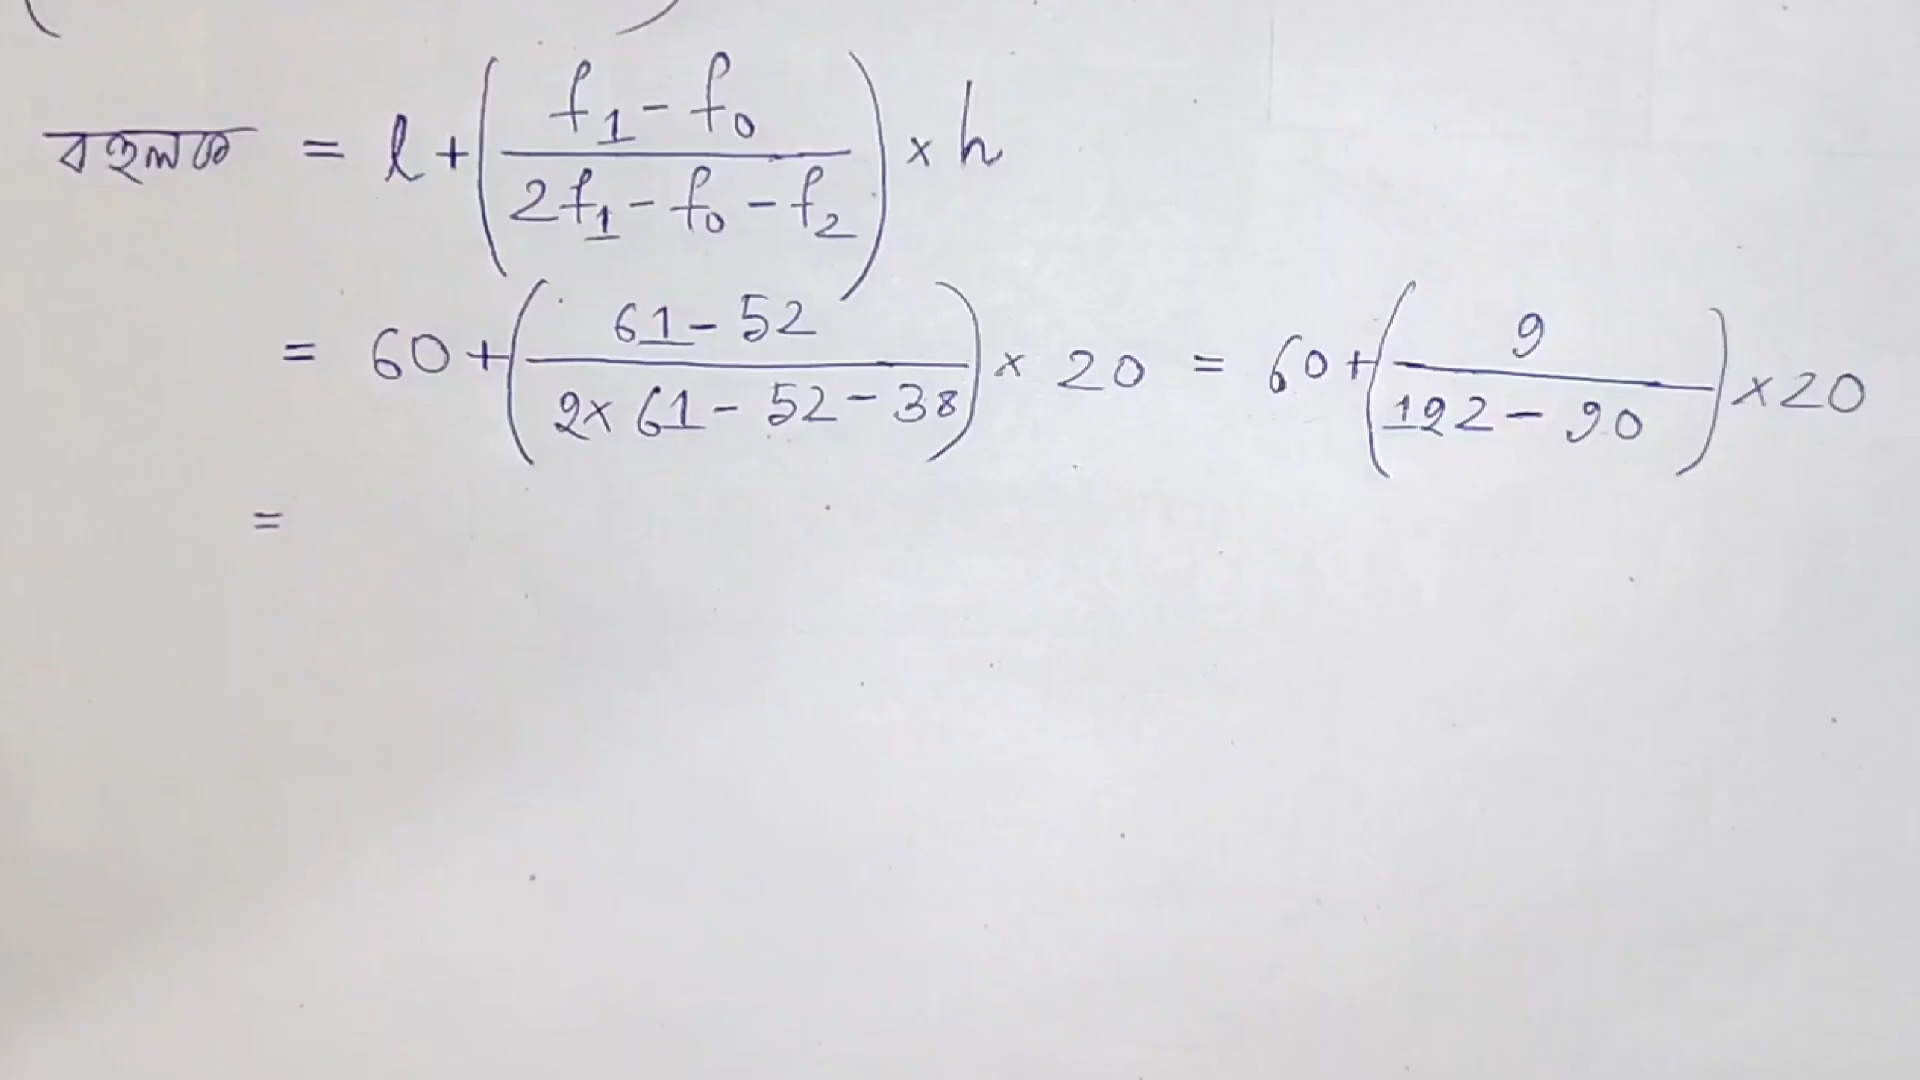 বহুলক = l + ( (f₁ - f₀) / (2f₁ - f₀ - f₂) ) × h
= 60 + ( (61 - 52) / (2 × 61 - 52 - 38) ) × 20 = 60 + ( 9 / (122 - 90) ) × 20
=